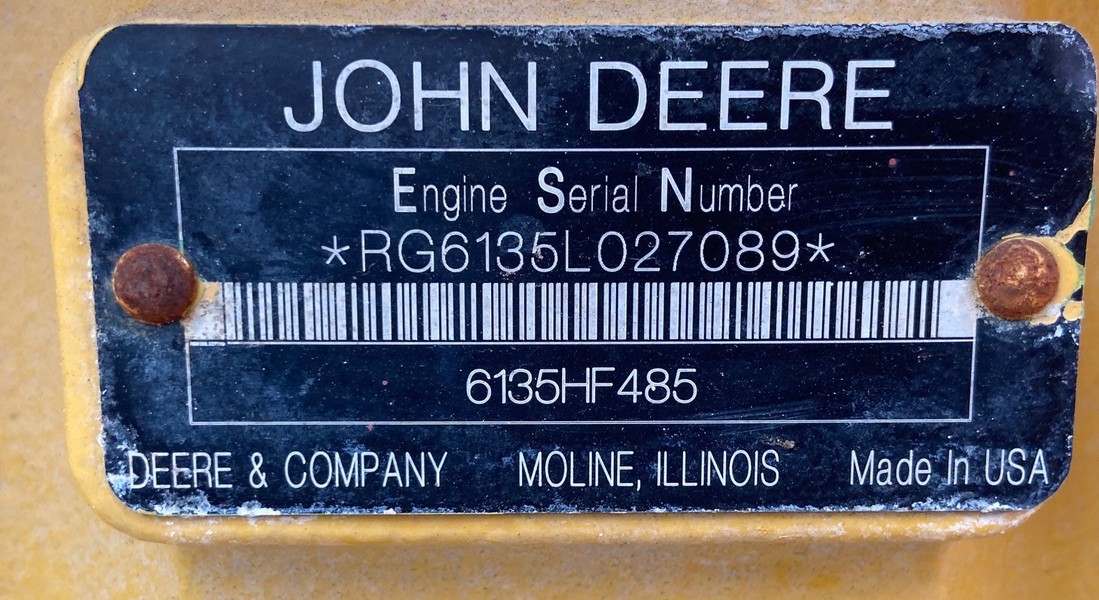 JOHN DEERE
Engine Serial Number
*RG6135L027089*
6135HF485
DEERE & COMPANY MOLINE, ILLINOIS Made In USA